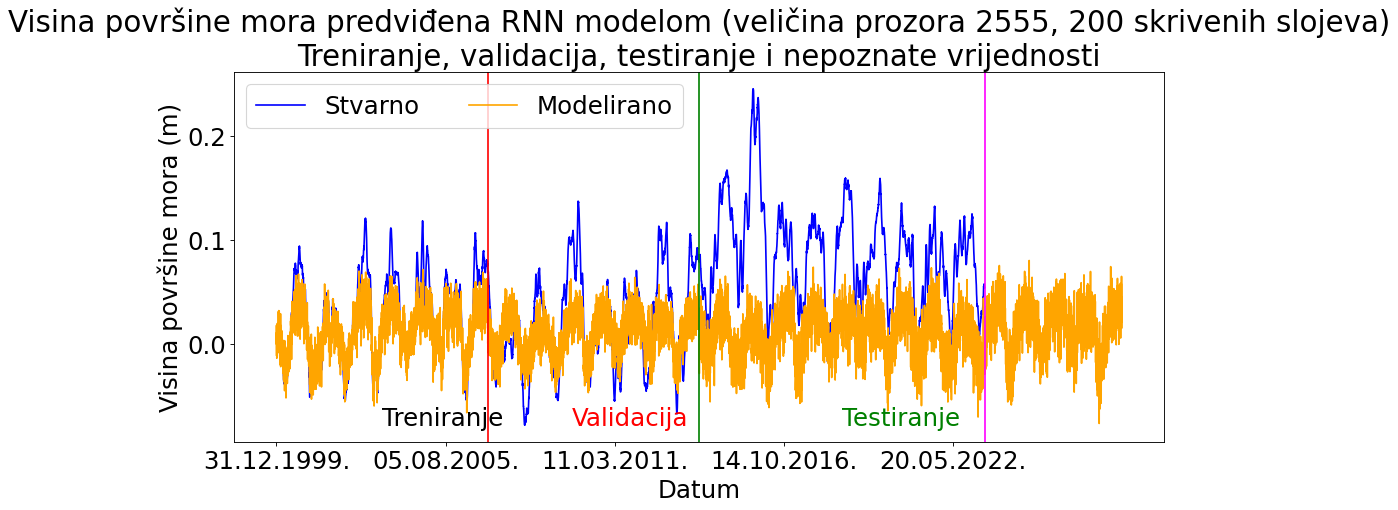 Visina površine mora predviđena RNN modelom (veličina prozora 2555, 200 skrivenih slojeva)
Treniranje, validacija, testiranje i nepoznate vrijednosti
Stvarno
Modelirano
Visina površine mora (m)
0.2
0.1
0.0
Treniranje
Validacija
Testiranje
31.12.1999.
05.08.2005.
11.03.2011.
14.10.2016.
20.05.2022.
Datum